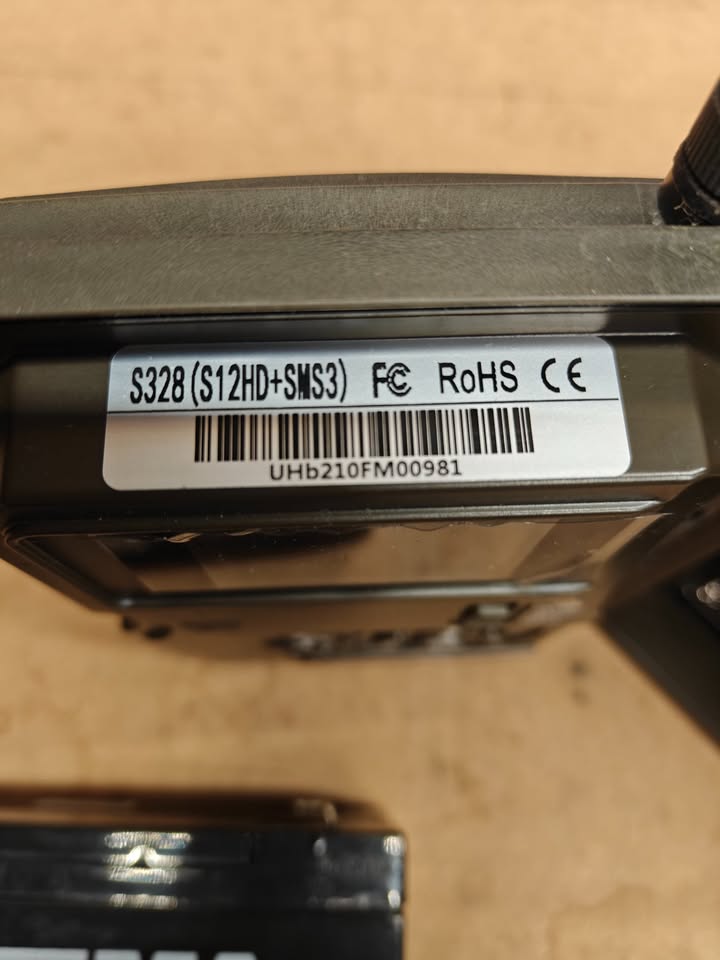 S328(S12HD+SMS3) FC RoHS CE
UHb210FM00981